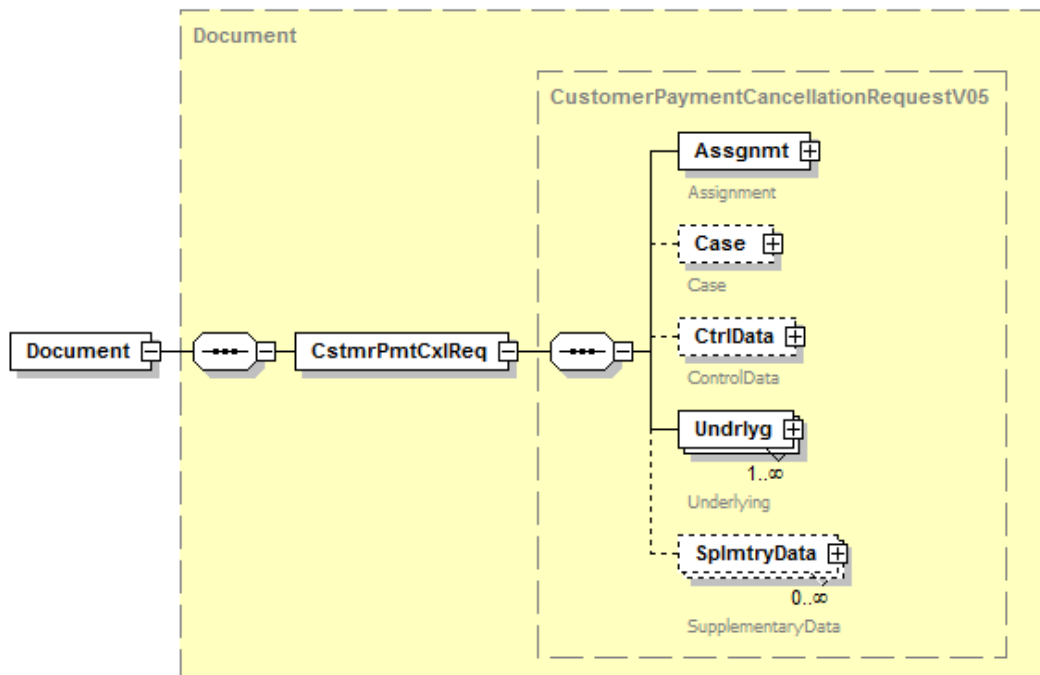 Document
CustomerPaymentCancellationRequestV05
Assgnmt
Assignment
Case
Case
Document
CstmrPmtCxlReq
CtrlData
ControlData
Undrlyg
1..∞
Underlying
SplmtryData
0..∞
SupplementaryData